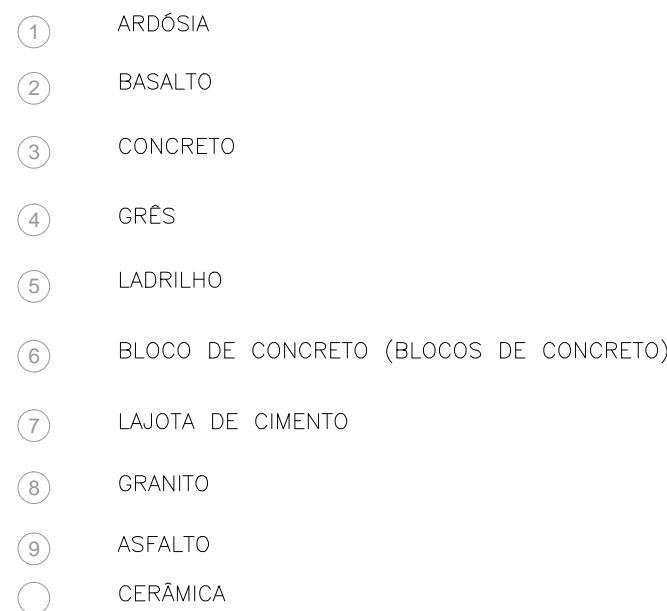 1 ARDÓSIA
2 BASALTO
3 CONCRETO
4 GRÊS
5 LADRILHO
6 BLOCO DE CONCRETO (BLOCOS DE CONCRETO)
7 LAJOTA DE CIMENTO
8 GRANITO
9 ASFALTO
CERÂMICA